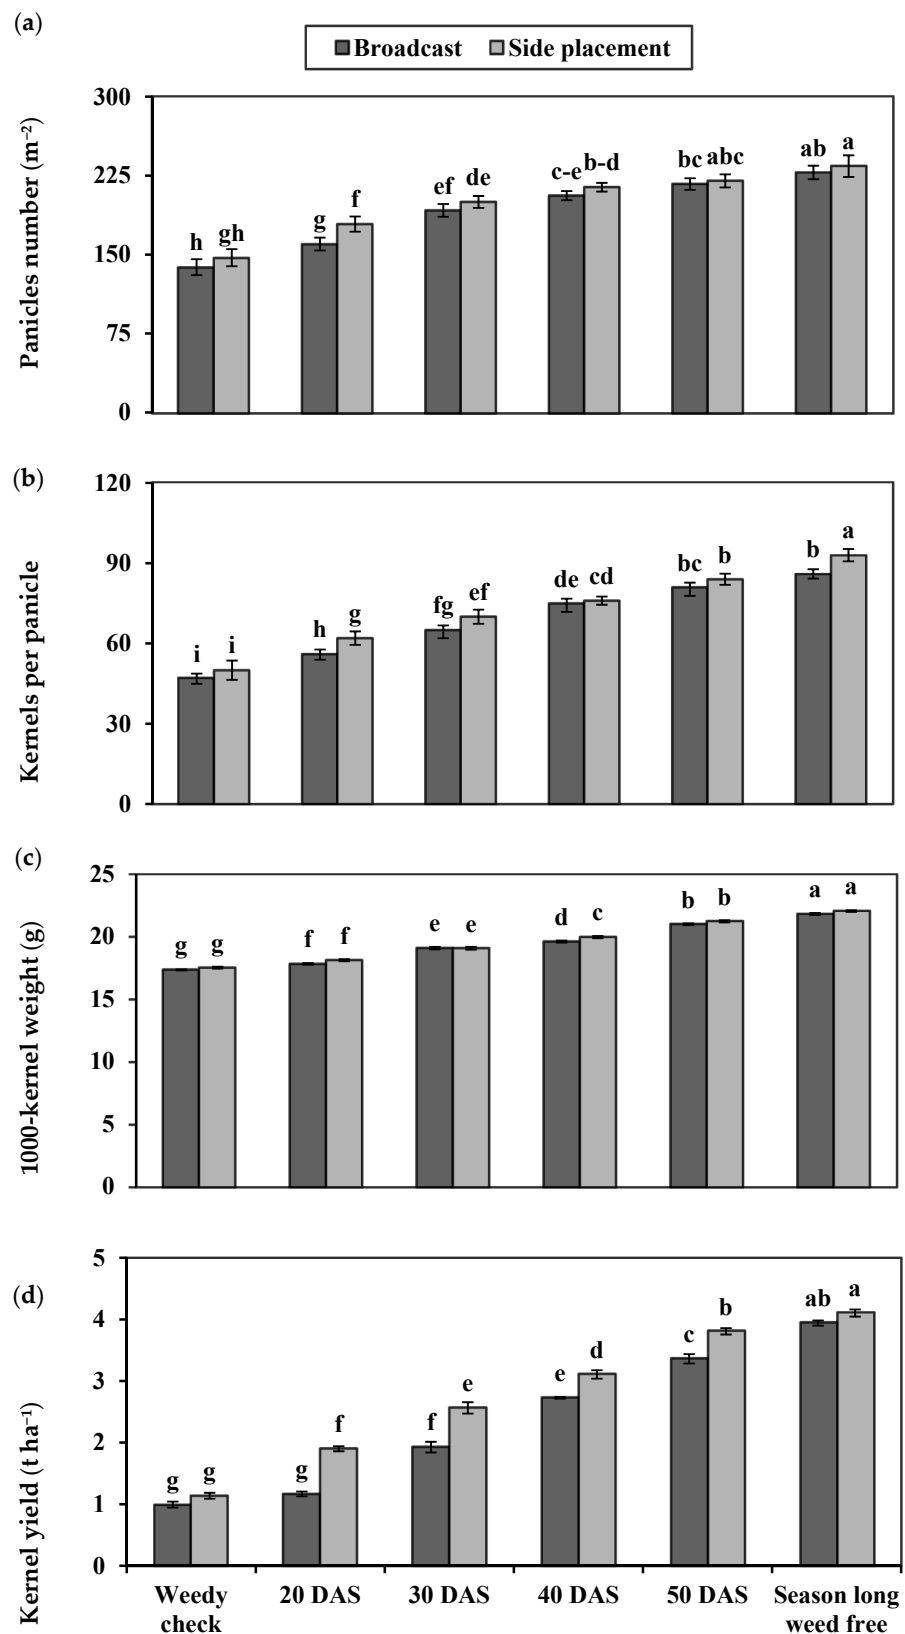 (a)
Broadcast Side placement
Panicles number (m⁻²)
300
225
150
75
0
h gh g f ef de c-e b-d bc abc ab a
(b)
Kernels per panicle
120
90
60
30
0
i i h g fg ef de cd bc b b a
(c)
1000-kernel weight (g)
25
20
15
10
5
0
g g f f e e d c b b a a
(d)
Kernel yield (t ha⁻¹)
5
4
3
2
1
0
g g g f f e e d c b ab a
Weedy check
20 DAS
30 DAS
40 DAS
50 DAS
Season long weed free